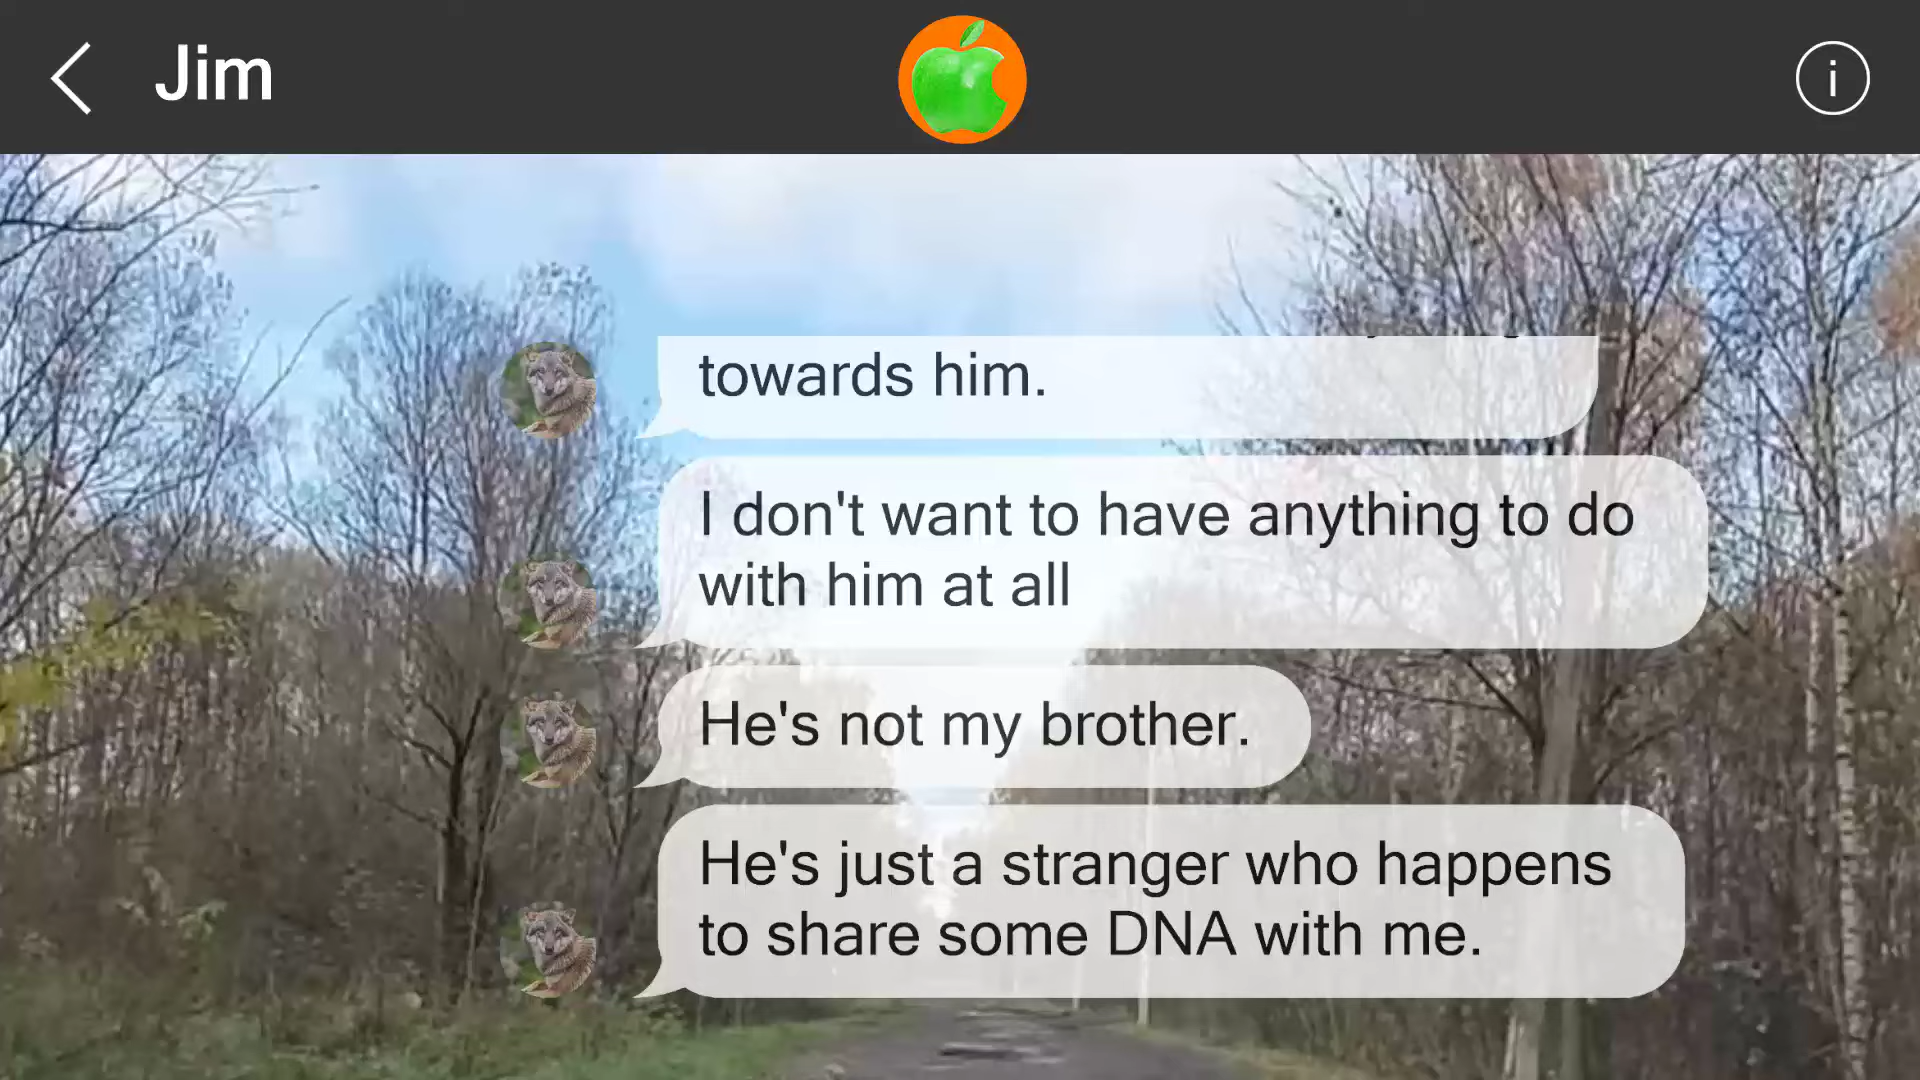 Jim
i
towards him.
I don't want to have anything to do
with him at all
He's not my brother.
He's just a stranger who happens
to share some DNA with me.